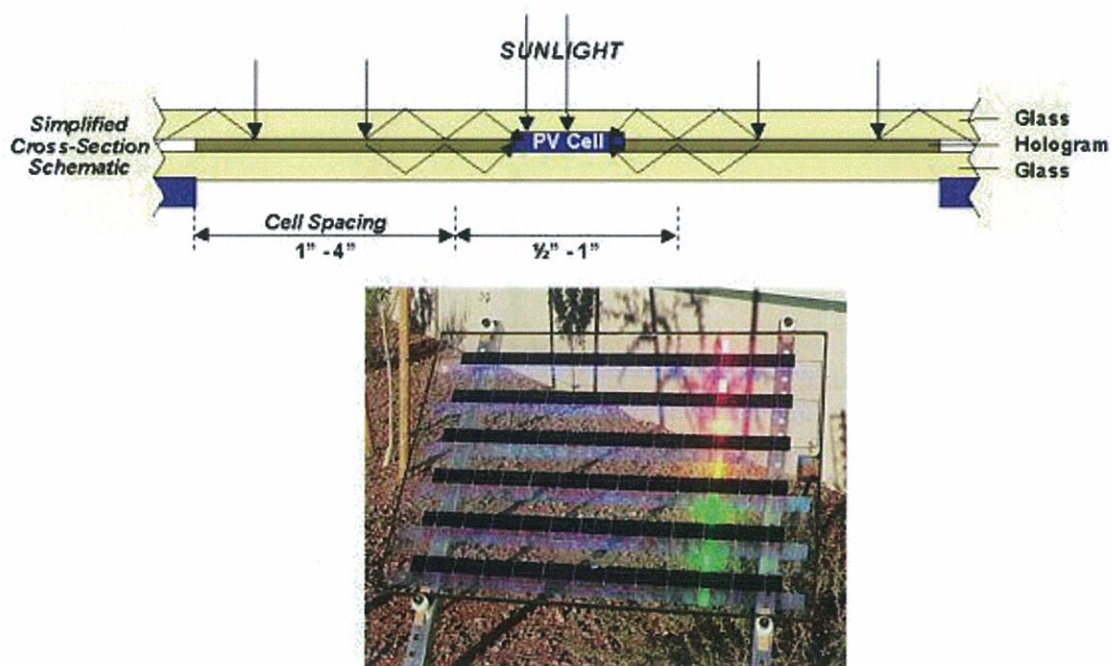 SUNLIGHT
Simplified
Cross-Section
Schematic
PV Cell
Glass
Hologram
Glass
Cell Spacing
1” - 4”
½” - 1”